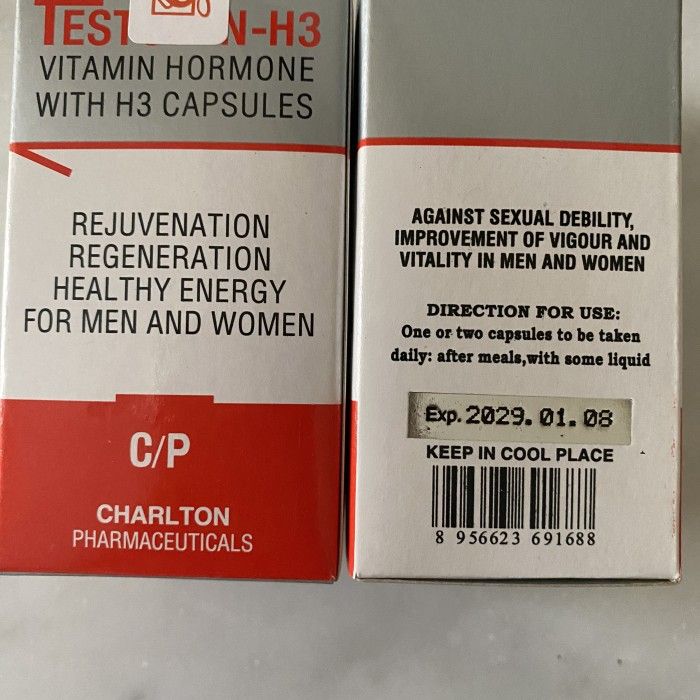 VITAMIN HORMONE
WITH H3 CAPSULES
REJUVENATION
REGENERATION
HEALTHY ENERGY
FOR MEN AND WOMEN
C/P
CHARLTON
PHARMACEUTICALS
AGAINST SEXUAL DEBILITY,
IMPROVEMENT OF VIGOUR AND
VITALITY IN MEN AND WOMEN
DIRECTION FOR USE:
One or two capsules to be taken
daily: after meals,with some liquid
Exp. 2029. 01. 08
KEEP IN COOL PLACE
8 956623 691688